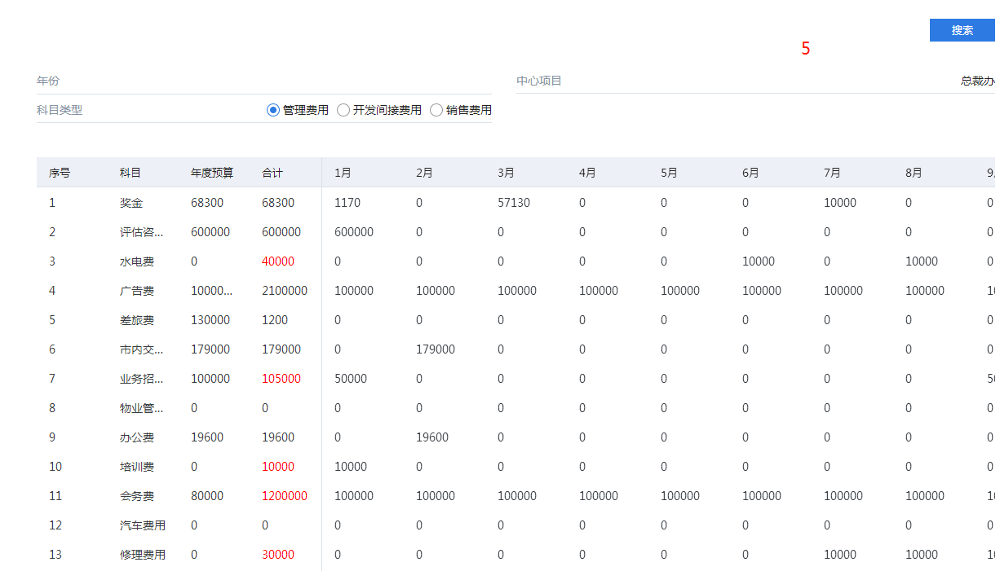 搜索
5
年份 中心项目 总裁办
科目类型 管理费用 开发间接费用 销售费用
序号 科目 年度预算 合计 1月 2月 3月 4月 5月 6月 7月 8月 9
1 奖金 68300 68300 1170 0 57130 0 0 0 10000 0 0
2 评估咨... 600000 600000 600000 0 0 0 0 0 0 0 0
3 水电费 0 40000 0 0 0 0 0 10000 0 10000 0
4 广告费 10000... 2100000 100000 100000 100000 100000 100000 100000 100000 100000 10
5 差旅费 130000 1200 0 0 0 0 0 0 0 0 0
6 市内交... 179000 179000 0 179000 0 0 0 0 0 0 0
7 业务招... 100000 105000 50000 0 0 0 0 0 0 0 50
8 物业管... 0 0 0 0 0 0 0 0 0 0 0
9 办公费 19600 19600 0 19600 0 0 0 0 0 0 0
10 培训费 0 10000 10000 0 0 0 0 0 0 0 0
11 会务费 80000 1200000 100000 100000 100000 100000 100000 100000 100000 100000 10
12 汽车费用 0 0 0 0 0 0 0 0 0 0 0
13 修理费用 0 30000 0 0 0 0 0 0 10000 10000 10